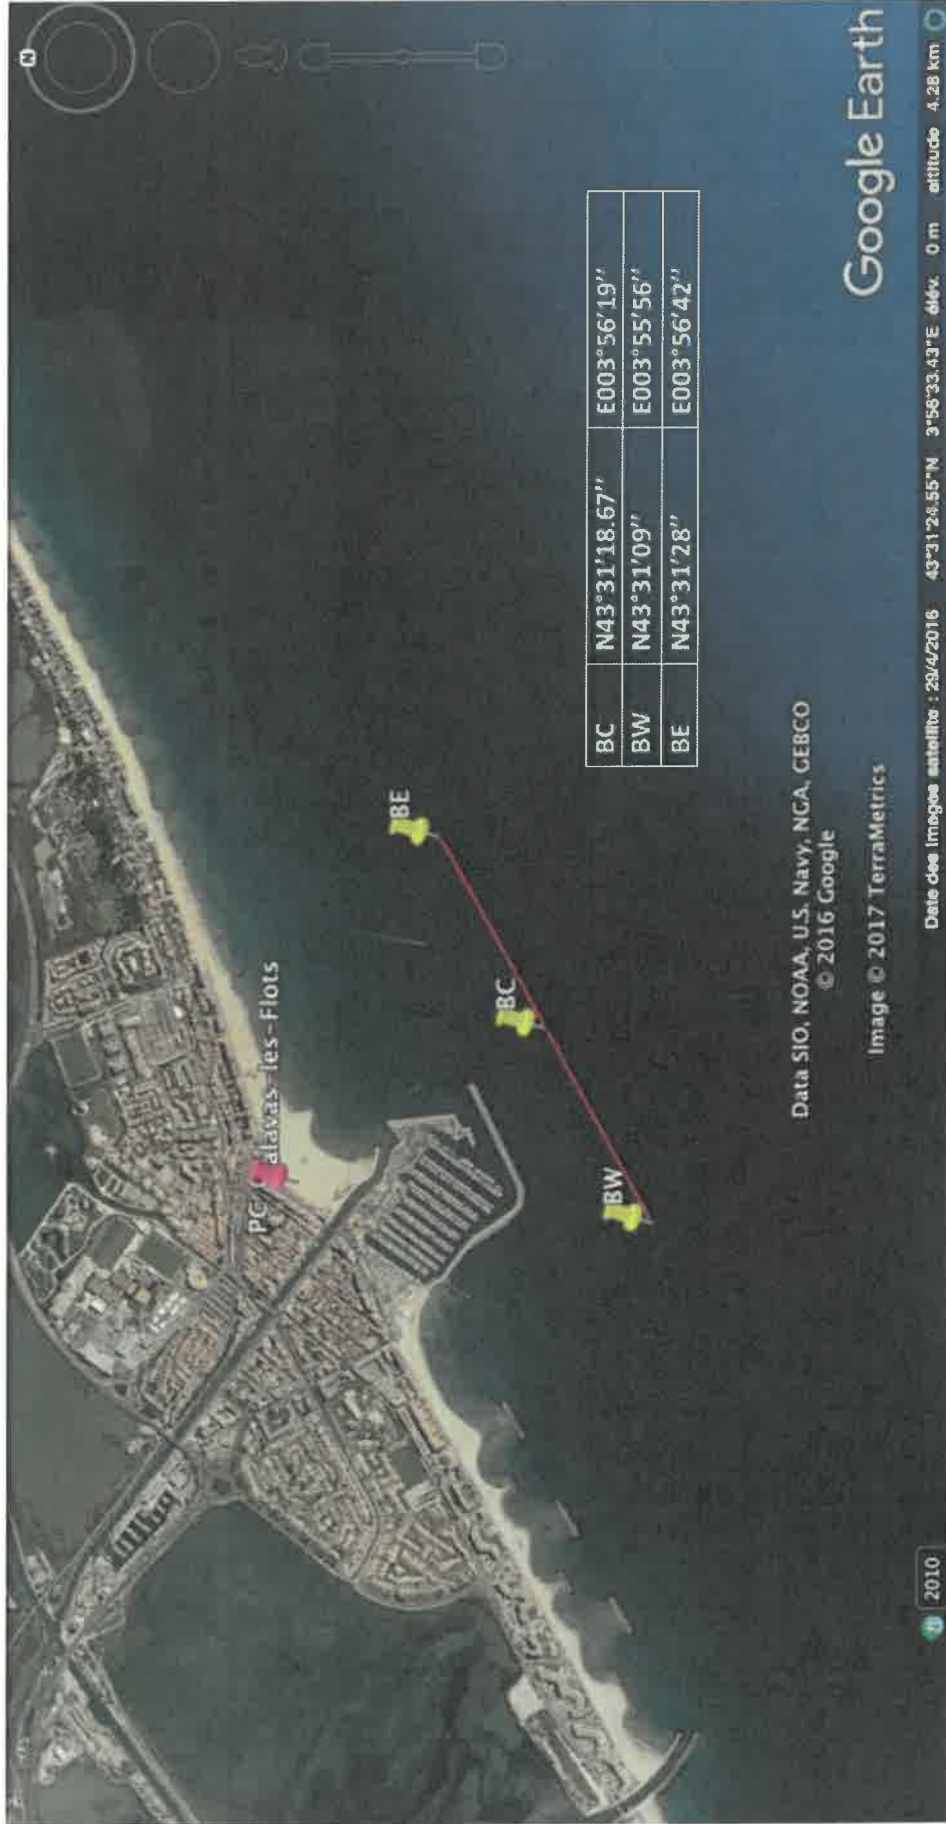 N
PC
alavas-les-Flots
BE
BC
BW
BC N43°31'18.67'' E003°56'19''
BW N43°31'09'' E003°55'56''
BE N43°31'28'' E003°56'42''
Data SIO, NOAA, U.S. Navy, NGA, GEBCO
© 2016 Google
Image © 2017 TerraMetrics
Google Earth
2010
Date des images satellite : 29/4/2016 43°31'24.55"N 3°56'33.43"E élév. 0 m altitude 4.28 km